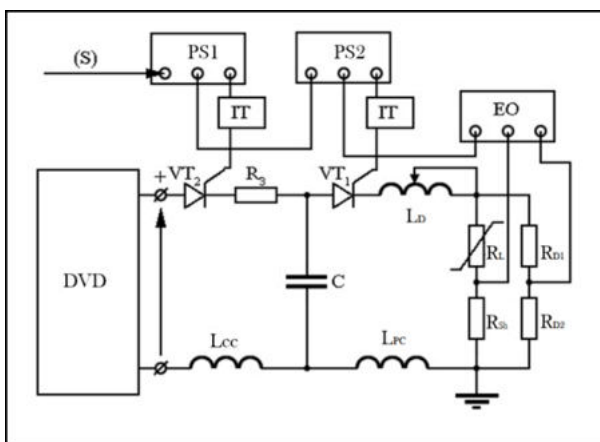 (S)
PS1
PS2
IT
IT
EO
+
VT2
R3
VT1
LD
RL
RD1
DVD
C
RSh
RD2
LCC
LPC